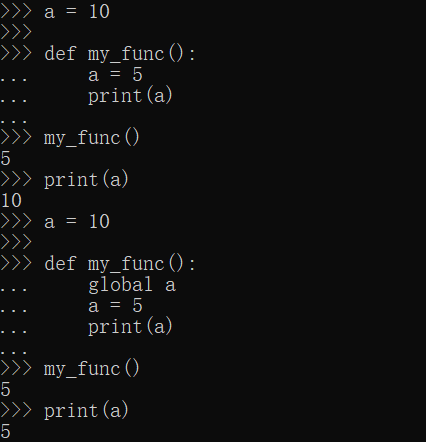 >>> a = 10
>>>
>>> def my_func():
...     a = 5
...     print(a)
...
>>> my_func()
5
>>> print(a)
10
>>> a = 10
>>>
>>> def my_func():
...     global a
...     a = 5
...     print(a)
...
>>> my_func()
5
>>> print(a)
5